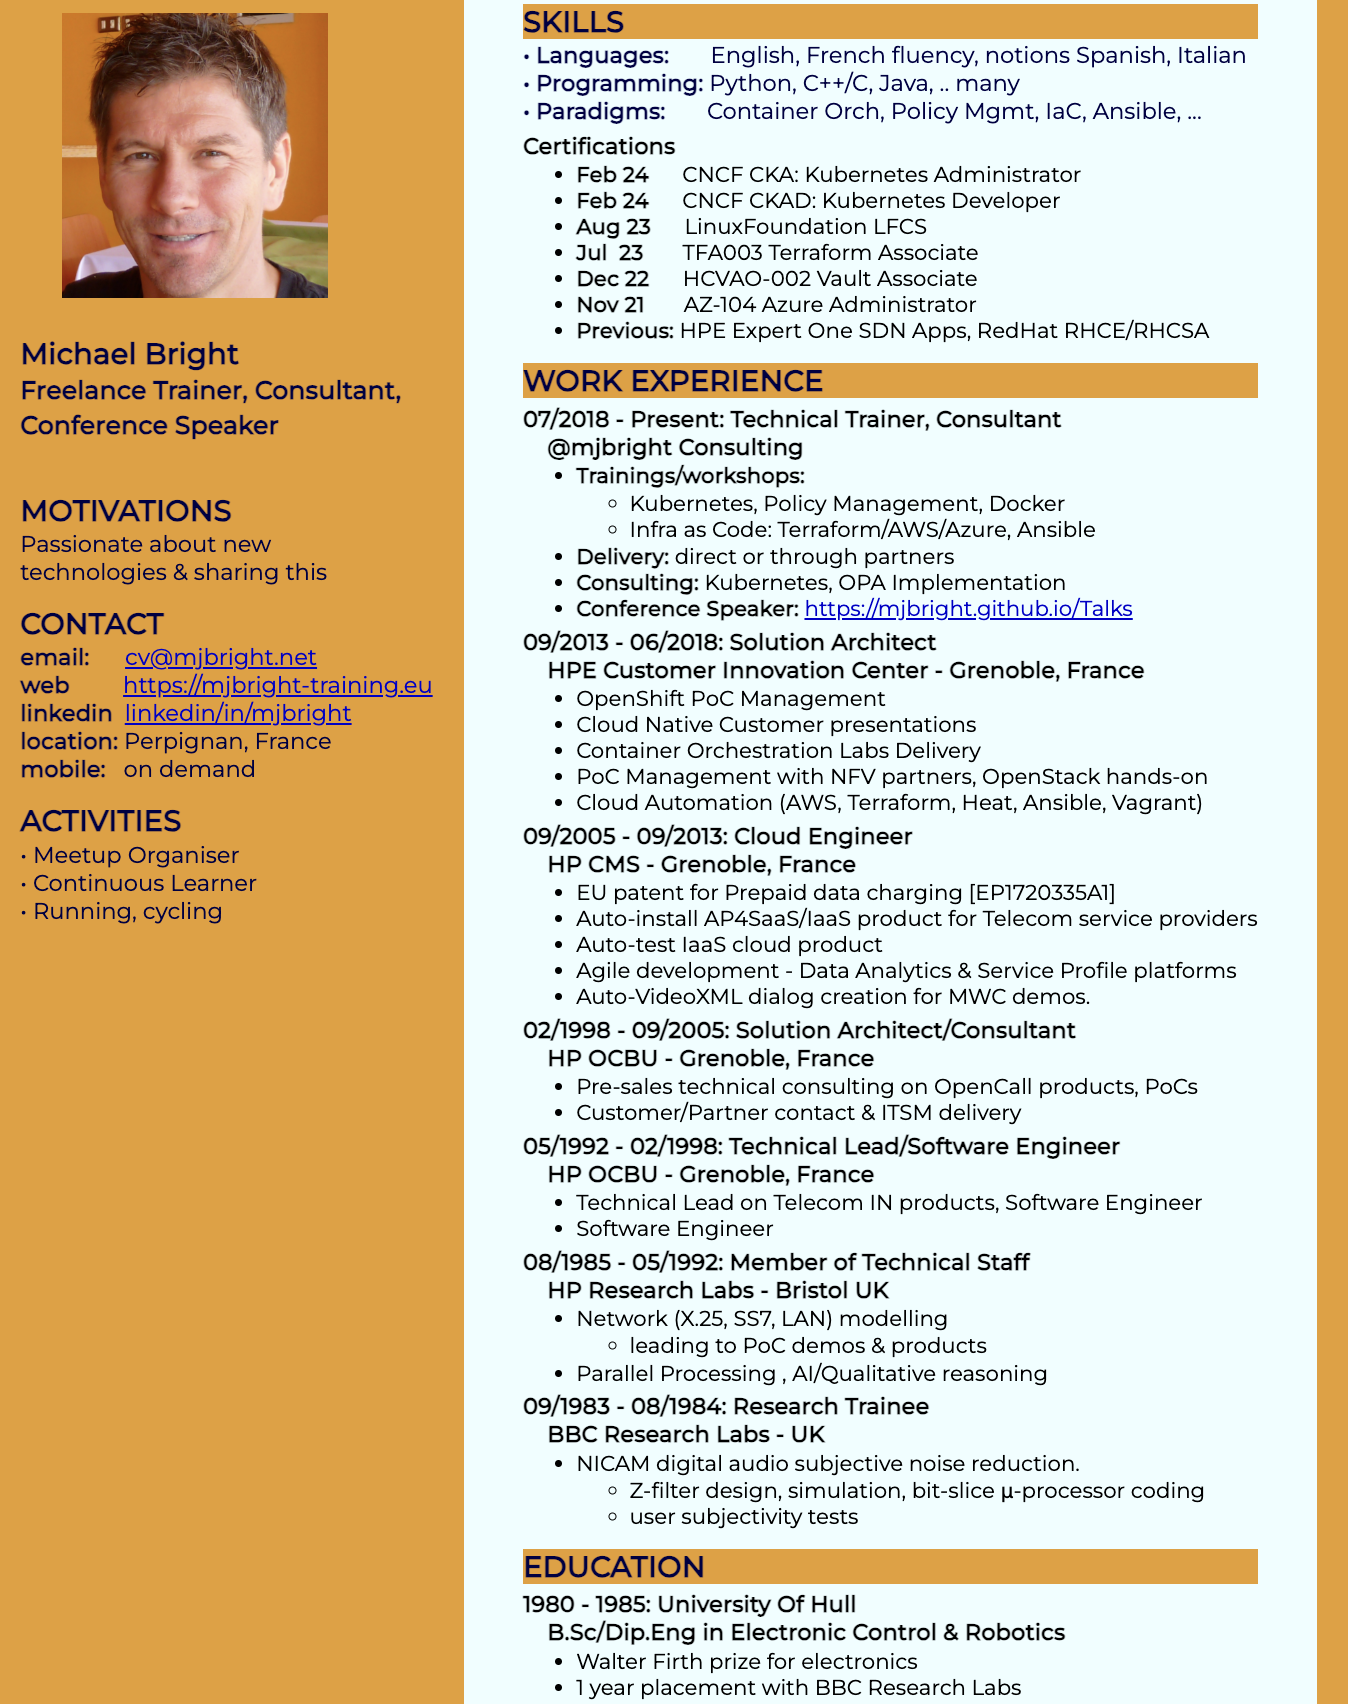 Michael Bright
Freelance Trainer, Consultant,
Conference Speaker
MOTIVATIONS
Passionate about new
technologies & sharing this
CONTACT
email: cv@mjbright.net
web https://mjbright-training.eu
linkedin linkedin/in/mjbright
location: Perpignan, France
mobile: on demand
ACTIVITIES
• Meetup Organiser
• Continuous Learner
• Running, cycling
SKILLS
• Languages: English, French fluency, notions Spanish, Italian
• Programming: Python, C++/C, Java, .. many
• Paradigms: Container Orch, Policy Mgmt, IaC, Ansible, ...
Certifications
• Feb 24 CNCF CKA: Kubernetes Administrator
• Feb 24 CNCF CKAD: Kubernetes Developer
• Aug 23 LinuxFoundation LFCS
• Jul 23 TFA003 Terraform Associate
• Dec 22 HCVAO-002 Vault Associate
• Nov 21 AZ-104 Azure Administrator
• Previous: HPE Expert One SDN Apps, RedHat RHCE/RHCSA
WORK EXPERIENCE
07/2018 - Present: Technical Trainer, Consultant
@mjbright Consulting
• Trainings/workshops:
◦ Kubernetes, Policy Management, Docker
◦ Infra as Code: Terraform/AWS/Azure, Ansible
• Delivery: direct or through partners
• Consulting: Kubernetes, OPA Implementation
• Conference Speaker: https://mjbright.github.io/Talks
09/2013 - 06/2018: Solution Architect
HPE Customer Innovation Center - Grenoble, France
• OpenShift PoC Management
• Cloud Native Customer presentations
• Container Orchestration Labs Delivery
• PoC Management with NFV partners, OpenStack hands-on
• Cloud Automation (AWS, Terraform, Heat, Ansible, Vagrant)
09/2005 - 09/2013: Cloud Engineer
HP CMS - Grenoble, France
• EU patent for Prepaid data charging [EP1720335A1]
• Auto-install AP4SaaS/IaaS product for Telecom service providers
• Auto-test IaaS cloud product
• Agile development - Data Analytics & Service Profile platforms
• Auto-VideoXML dialog creation for MWC demos.
02/1998 - 09/2005: Solution Architect/Consultant
HP OCBU - Grenoble, France
• Pre-sales technical consulting on OpenCall products, PoCs
• Customer/Partner contact & ITSM delivery
05/1992 - 02/1998: Technical Lead/Software Engineer
HP OCBU - Grenoble, France
• Technical Lead on Telecom IN products, Software Engineer
• Software Engineer
08/1985 - 05/1992: Member of Technical Staff
HP Research Labs - Bristol UK
• Network (X.25, SS7, LAN) modelling
◦ leading to PoC demos & products
• Parallel Processing , AI/Qualitative reasoning
09/1983 - 08/1984: Research Trainee
BBC Research Labs - UK
• NICAM digital audio subjective noise reduction.
◦ Z-filter design, simulation, bit-slice µ-processor coding
◦ user subjectivity tests
EDUCATION
1980 - 1985: University Of Hull
B.Sc/Dip.Eng in Electronic Control & Robotics
• Walter Firth prize for electronics
• 1 year placement with BBC Research Labs